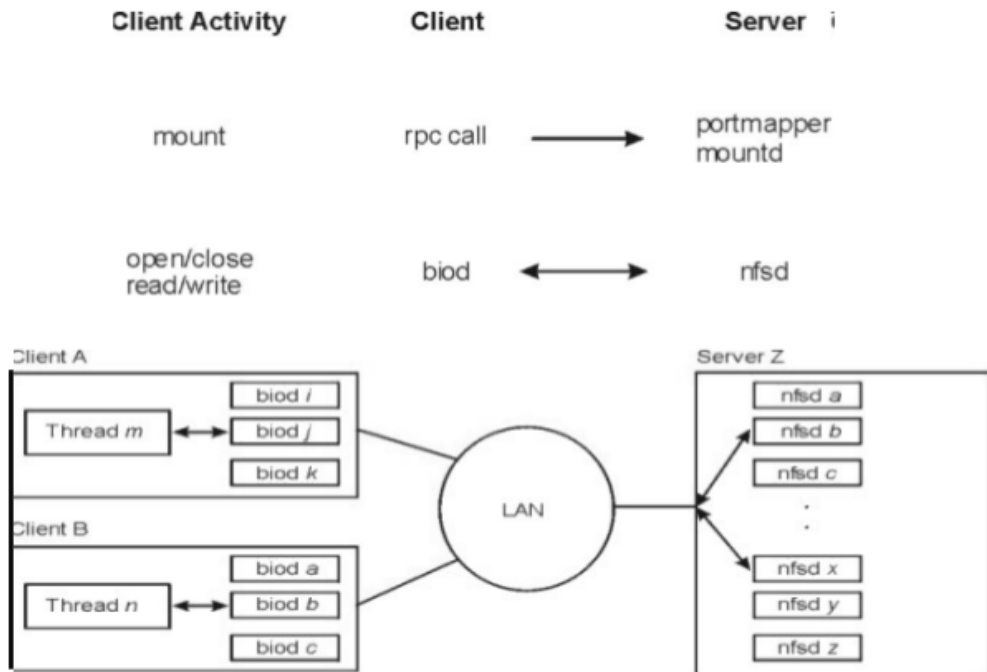 Client Activity Client Server i
mount rpc call portmapper
mountd
open/close biod nfsd
read/write
Client A Server Z
biod i nfsd a
Thread m biod j nfsd b
biod k nfsd c
LAN
Client B
biod a nfsd x
Thread n biod b nfsd y
biod c nfsd z